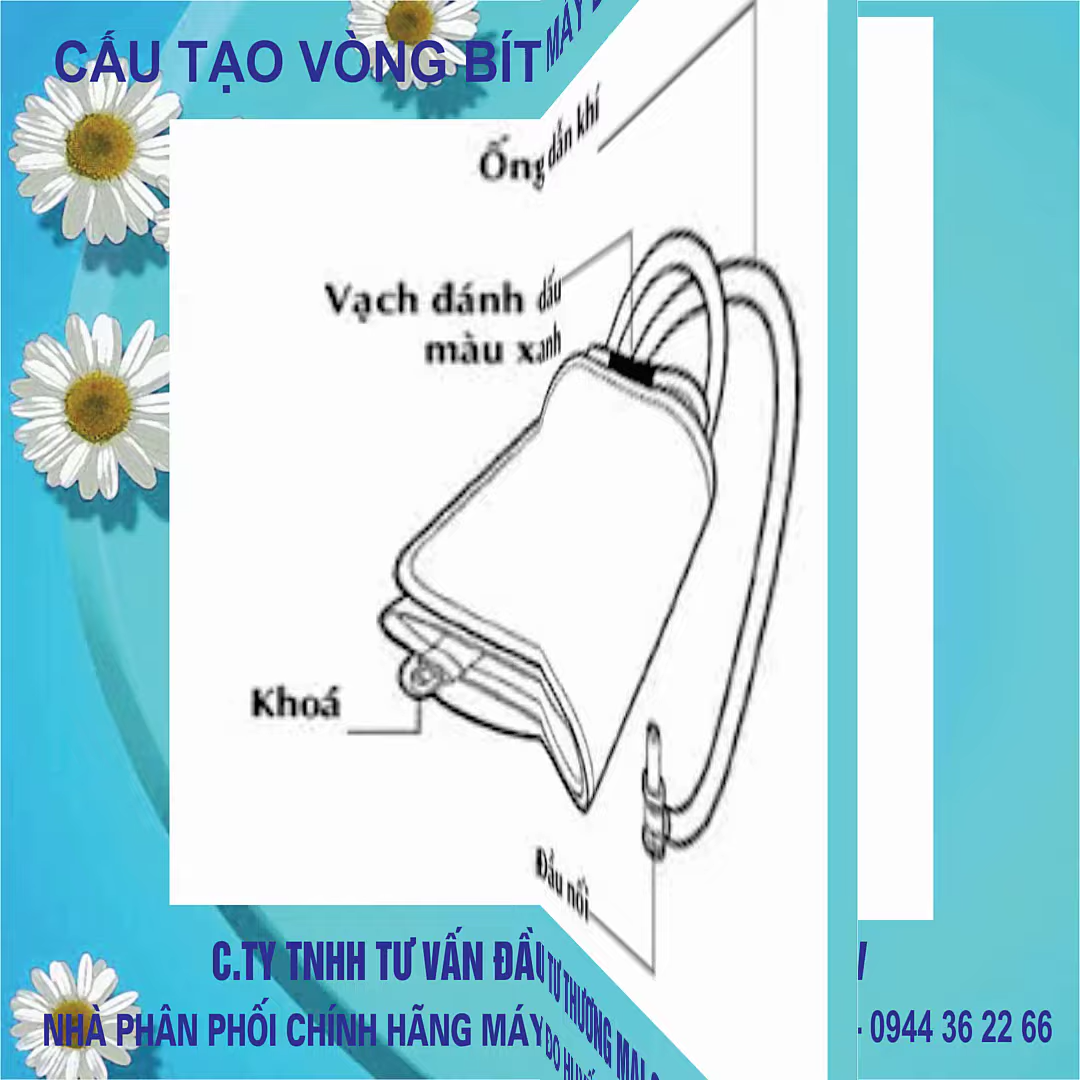 CẤU TẠO VÒNG BÍT MÁY
Ống dẫn khí
Vạch đánh dấu
màu xanh
Khoá
Đầu nối
C.TY TNHH TƯ VẤN ĐẦU TƯ THƯƠNG MẠI
NHÀ PHÂN PHỐI CHÍNH HÃNG MÁY ĐO - 0944 36 22 66